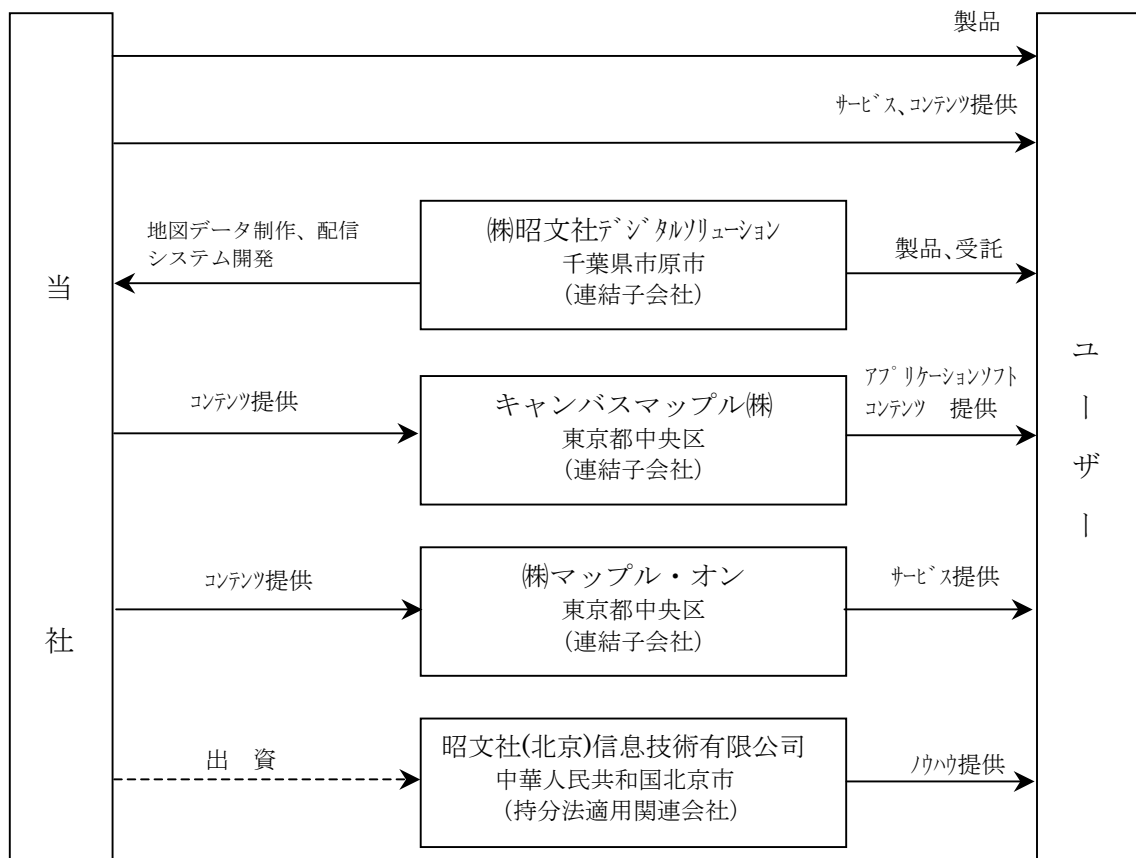 製品
ｻｰﾋﾞｽ､ｺﾝﾃﾝﾂ提供
地図データ制作、配信
システム開発
㈱昭文社ﾃﾞｼﾞﾀﾙｿﾘｭｰｼｮﾝ
千葉県市原市
(連結子会社)
製品､受託
当
社
コンテンツ提供
キャンバスマップル㈱
東京都中央区
(連結子会社)
ｱﾌﾟﾘｹｰｼｮﾝｿﾌﾄ
ｺﾝﾃﾝﾂ 提供
ユーザー
ｺﾝﾃﾝﾂ提供
㈱マップル・オン
東京都中央区
(連結子会社)
ｻｰﾋﾞｽ提供
出 資
昭文社(北京)信息技術有限公司
中華人民共和国北京市
(持分法適用関連会社)
ﾉｳﾊｳ提供